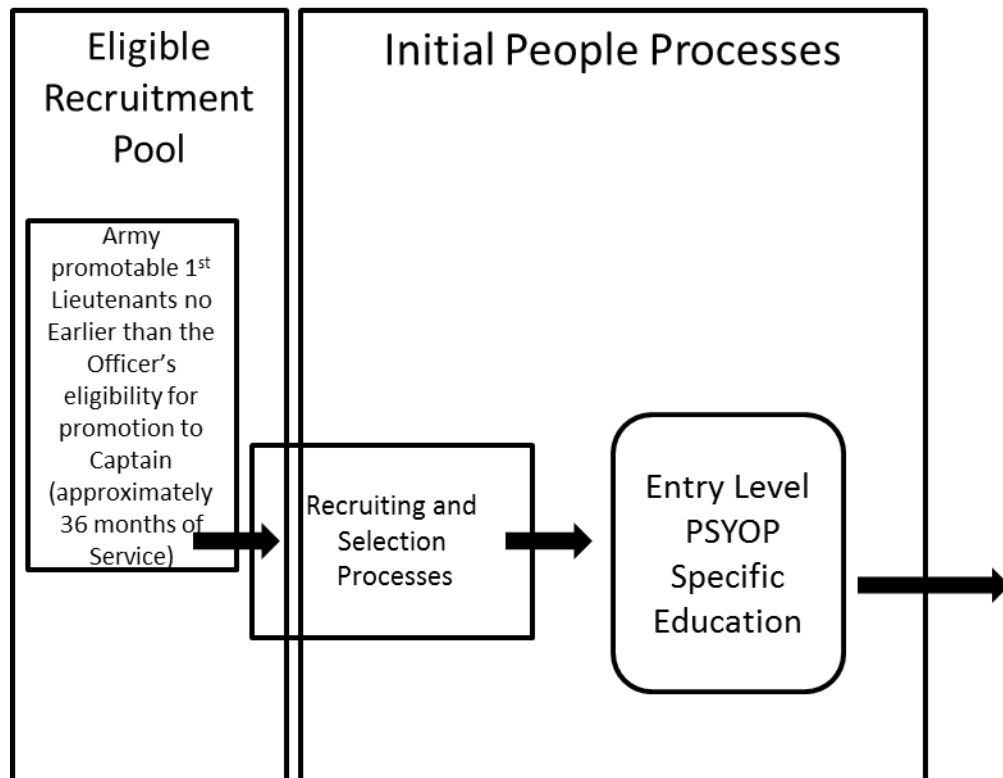 Eligible
Recruitment
Pool
Army
promotable 1st
Lieutenants no
Earlier than the
Officer’s
eligibility for
promotion to
Captain
(approximately
36 months of
Service)
Initial People Processes
Recruiting and
Selection
Processes
Entry Level
PSYOP
Specific
Education